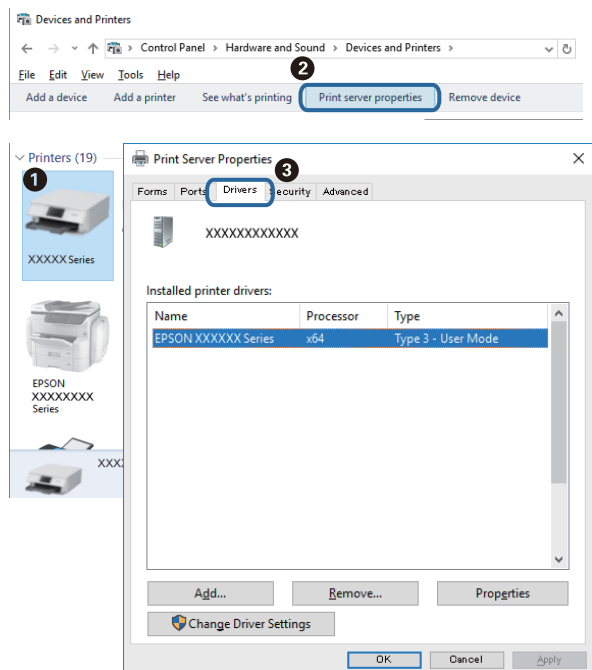 Devices and Printers
Control Panel > Hardware and Sound > Devices and Printers >
File Edit View Tools Help
2
Add a device Add a printer See what's printing Print server properties Remove device
Printers (19)
1
XXXXX Series
EPSON
XXXXXXXX
Series
XXX
Print Server Properties
3
Forms Ports Drivers Security Advanced
XXXXXXXXXXXX
Installed printer drivers:
Name Processor Type
EPSON XXXXXX Series x64 Type 3 - User Mode
Add... Remove... Properties
Change Driver Settings
OK Cancel Apply